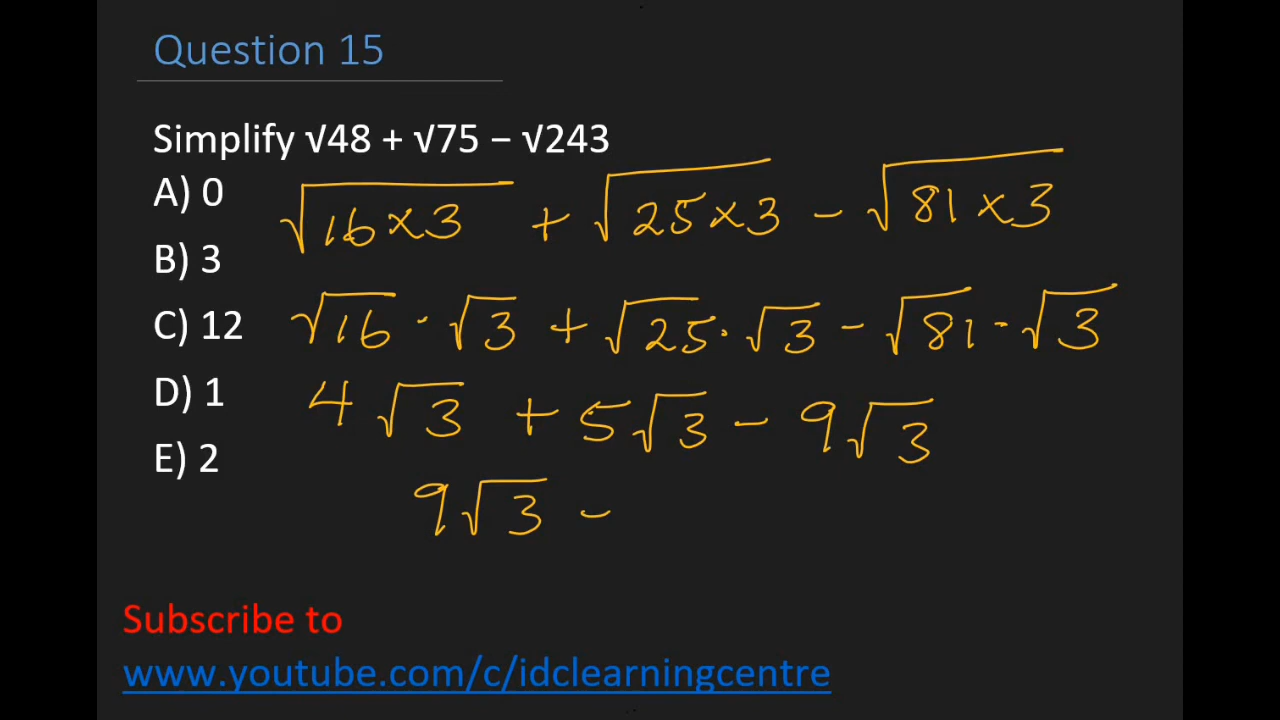 Question 15
Simplify √48 + √75 − √243
A) 0
√16×3 + √25×3 − √81×3
B) 3
C) 12
√16 · √3 + √25 · √3 − √81 · √3
D) 1
4√3 + 5√3 − 9√3
E) 2
9√3 −
Subscribe to
www.youtube.com/c/idclearningcentre